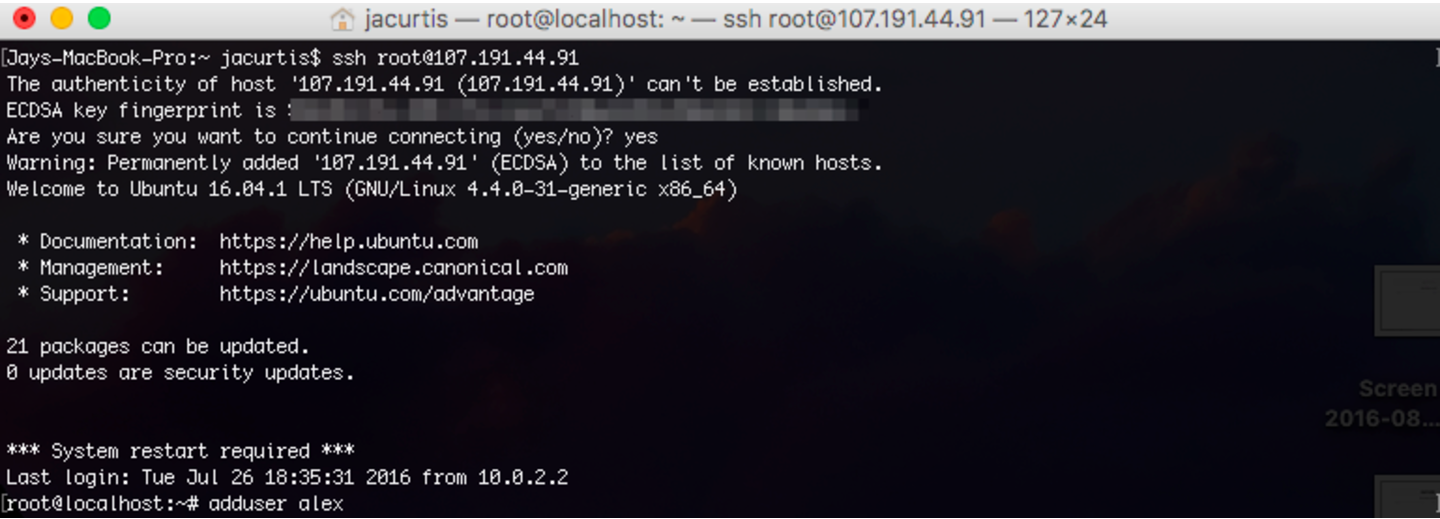 jacurtis — root@localhost: ~ — ssh root@107.191.44.91 — 127×24
[Jays-MacBook-Pro:~ jacurtis$ ssh root@107.191.44.91 ]
The authenticity of host '107.191.44.91 (107.191.44.91)' can't be established.
ECDSA key fingerprint is
Are you sure you want to continue connecting (yes/no)? yes
Warning: Permanently added '107.191.44.91' (ECDSA) to the list of known hosts.
Welcome to Ubuntu 16.04.1 LTS (GNU/Linux 4.4.0-31-generic x86_64)
* Documentation: https://help.ubuntu.com
* Management: https://landscape.canonical.com
* Support: https://ubuntu.com/advantage
21 packages can be updated.
0 updates are security updates.
Screen
2016-08...
*** System restart required ***
Last login: Tue Jul 26 18:35:31 2016 from 10.0.2.2
[root@localhost:~# adduser alex ]